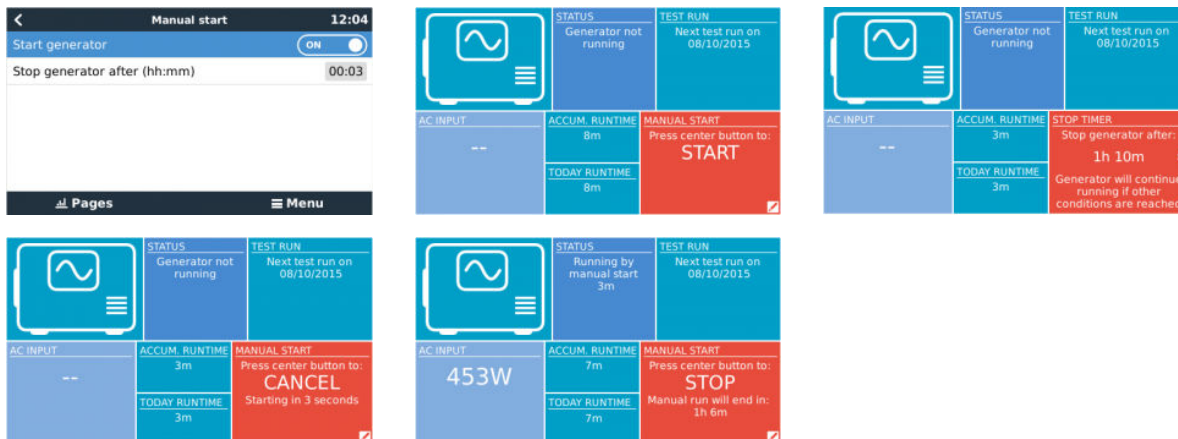 Manual start 12:04
Start generator ON
Stop generator after (hh:mm) 00:03
Pages Menu
STATUS
Generator not
running
TEST RUN
Next test run on
08/10/2015
AC INPUT
--
ACCUM. RUNTIME
8m
TODAY RUNTIME
8m
MANUAL START
Press center button to:
START
STATUS
Generator not
running
TEST RUN
Next test run on
08/10/2015
AC INPUT
--
ACCUM. RUNTIME
3m
TODAY RUNTIME
3m
STOP TIMER
Stop generator after:
1h 10m
Generator will continue
running if other
conditions are reached
STATUS
Generator not
running
TEST RUN
Next test run on
08/10/2015
AC INPUT
--
ACCUM. RUNTIME
3m
TODAY RUNTIME
3m
MANUAL START
Press center button to:
CANCEL
Starting in 3 seconds
STATUS
Running by
manual start
3m
TEST RUN
Next test run on
08/10/2015
AC INPUT
453W
ACCUM. RUNTIME
7m
TODAY RUNTIME
7m
MANUAL START
Press center button to:
STOP
Manual run will end in:
1h 6m